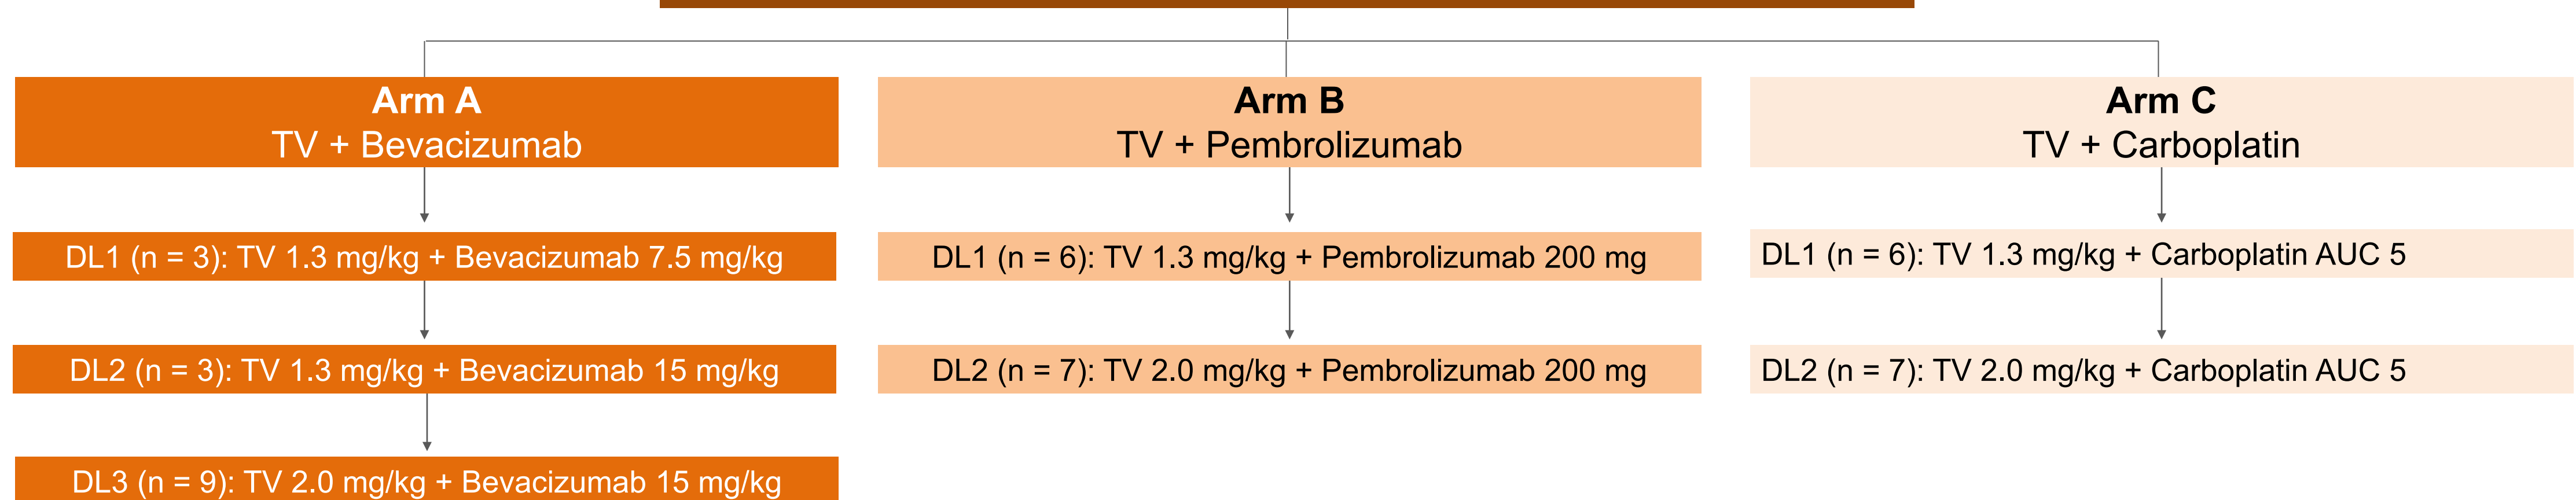 Arm A
TV + Bevacizumab
DL1 (n = 3): TV 1.3 mg/kg + Bevacizumab 7.5 mg/kg
DL2 (n = 3): TV 1.3 mg/kg + Bevacizumab 15 mg/kg
DL3 (n = 9): TV 2.0 mg/kg + Bevacizumab 15 mg/kg
Arm B
TV + Pembrolizumab
DL1 (n = 6): TV 1.3 mg/kg + Pembrolizumab 200 mg
DL2 (n = 7): TV 2.0 mg/kg + Pembrolizumab 200 mg
Arm C
TV + Carboplatin
DL1 (n = 6): TV 1.3 mg/kg + Carboplatin AUC 5
DL2 (n = 7): TV 2.0 mg/kg + Carboplatin AUC 5